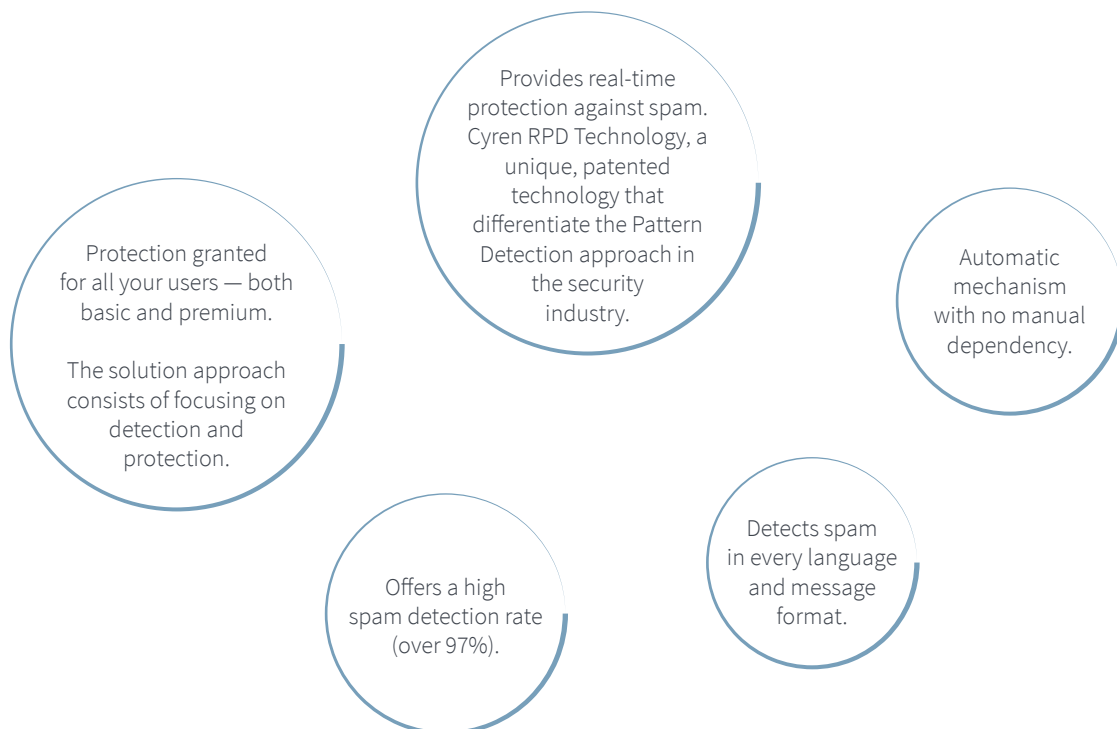 Provides real-time
protection against spam.
Cyren RPD Technology, a
unique, patented
technology that
differentiate the Pattern
Detection approach in
the security
industry.
Protection granted
for all your users — both
basic and premium.
The solution approach
consists of focusing on
detection and
protection.
Automatic
mechanism
with no manual
dependency.
Offers a high
spam detection rate
(over 97%).
Detects spam
in every language
and message
format.